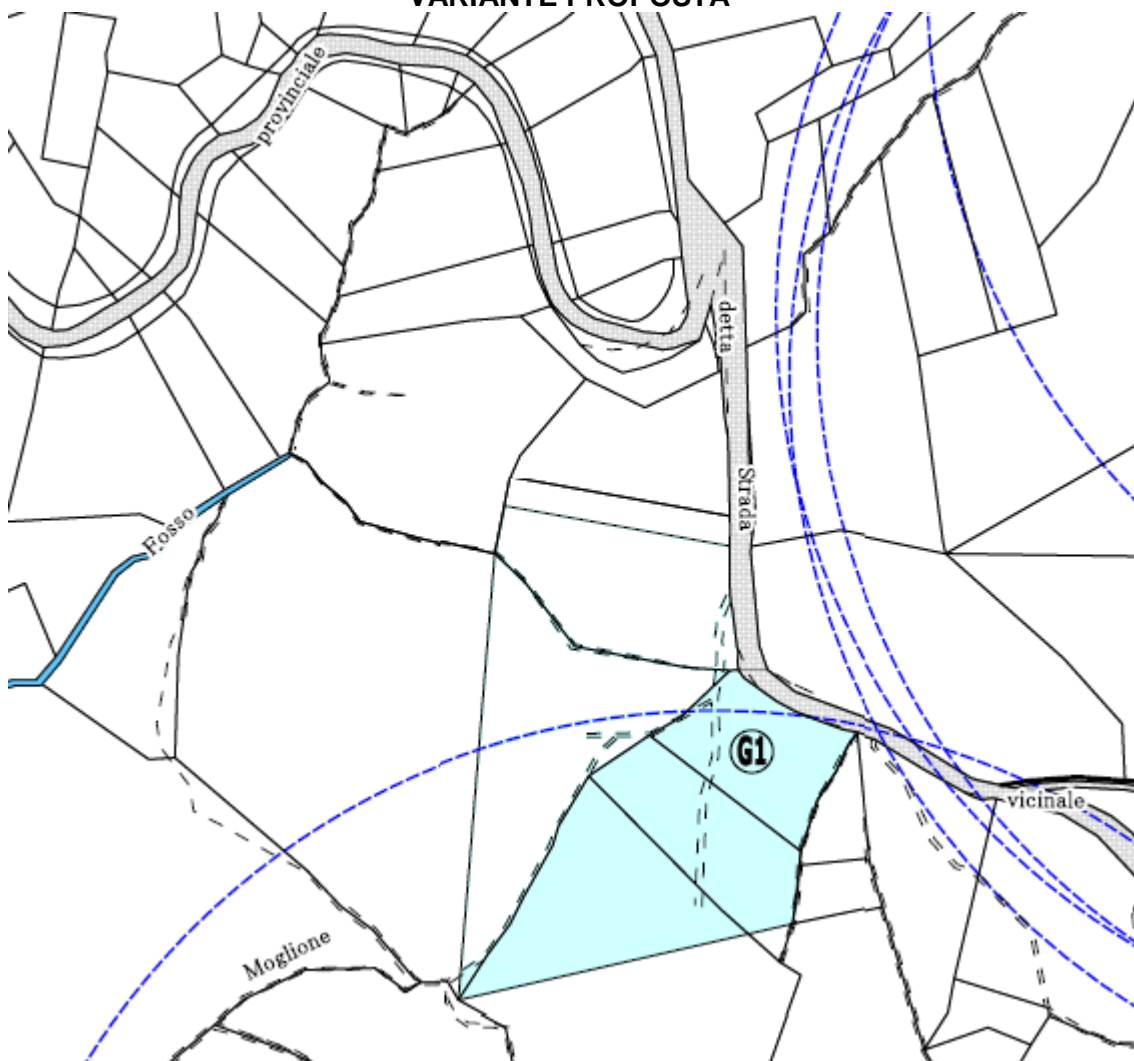 VARIANTE PROPOSTA
provinciale
detta
Strada
Fosso
G1
vicinale
Moglione